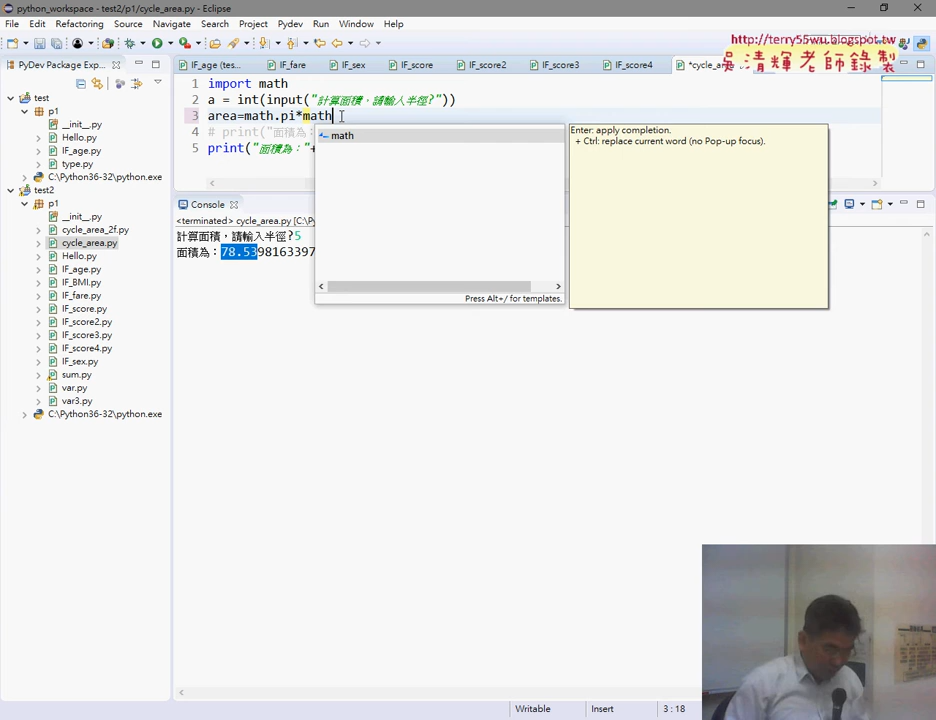 python_workspace - test2/p1/cycle_area.py - Eclipse
File Edit Refactoring Source Navigate Search Project Pydev Run Window Help
http://terry55wu.blogspot.tw
吳清輝老師錄製
PyDev Package Exp...
IF_age (tes... IF_fare IF_sex IF_score IF_score2 IF_score3 IF_score4 *cycle_a
test
p1
__init__.py
Hello.py
IF_age.py
type.py
C:\Python36-32\python.exe
test2
p1
__init__.py
cycle_area_2f.py
cycle_area.py
Hello.py
IF_age.py
IF_BMI.py
IF_fare.py
IF_score.py
IF_score2.py
IF_score3.py
IF_score4.py
IF_sex.py
sum.py
var.py
var3.py
C:\Python36-32\python.exe
1 import math
2 a = int(input("計算面積，請輸入半徑?"))
3 area=math.pi*math
4 # print("面積為：
5 print("面積為："+
math
Press Alt+/ for templates.
Enter: apply completion.
+ Ctrl: replace current word (no Pop-up focus).
Console
<terminated> cycle_area.py [C:\P
計算面積，請輸入半徑?5
面積為：78.5398163397
Writable Insert 3 : 18